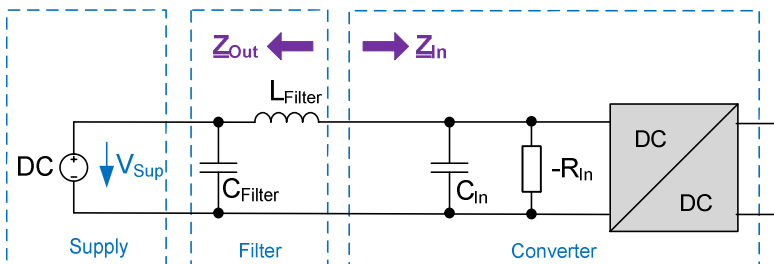 Z_Out
Z_In
L_Filter
DC
+
−
V_Sup
C_Filter
C_In
-R_In
DC
DC
Supply
Filter
Converter